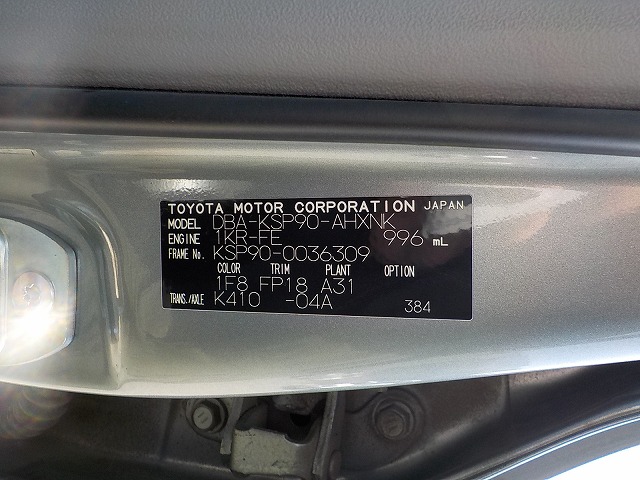 TOYOTA MOTOR CORPORATION JAPAN
MODEL DBA-KSP90-AHXNK
ENGINE 1KR-FE 996 mL
FRAME No. KSP90-0036309
COLOR TRIM PLANT OPTION
1F8 FP18 A31
TRANS./AXLE K410 -04A 384